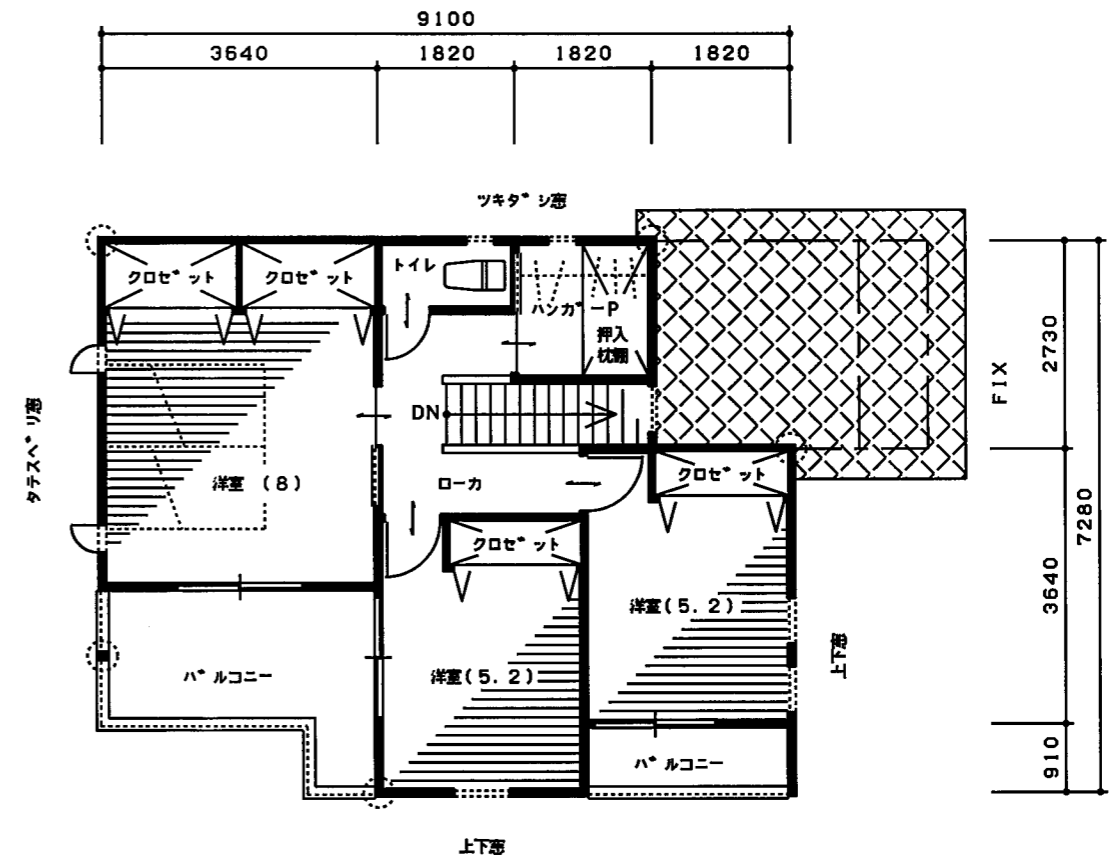 9100
3640 1820 1820 1820
ツキダシ窓
クロゼット クロゼット トイレ
ハンガーP
押入
枕棚
FIX
2730
タテスベリ窓
DN
洋室 (8)
ローカ
クロゼット
クロゼット
7280
3640
洋室(5.2)
上下窓
バルコニー
洋室(5.2)
バルコニー
910
上下窓